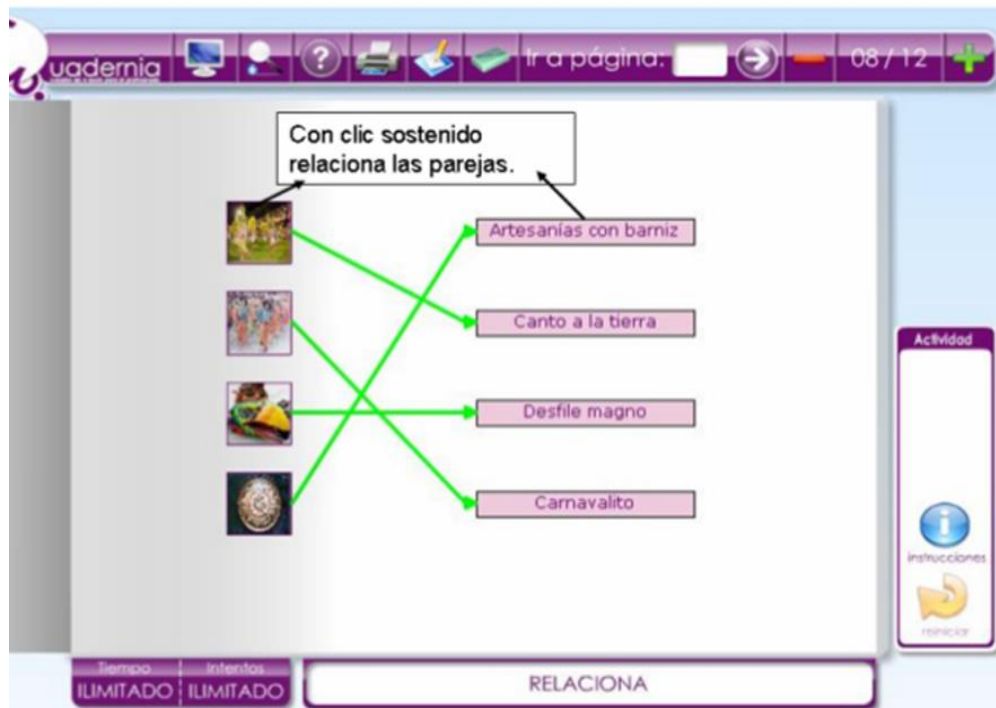 uadernia
Ir a página:
08/12
Con clic sostenido
relaciona las parejas.
Artesanías con barniz
Canto a la tierra
Desfile magno
Carnavalito
Actividad
instrucciones
reiniciar
Tiempo Intentos
ILIMITADO ILIMITADO
RELACIONA